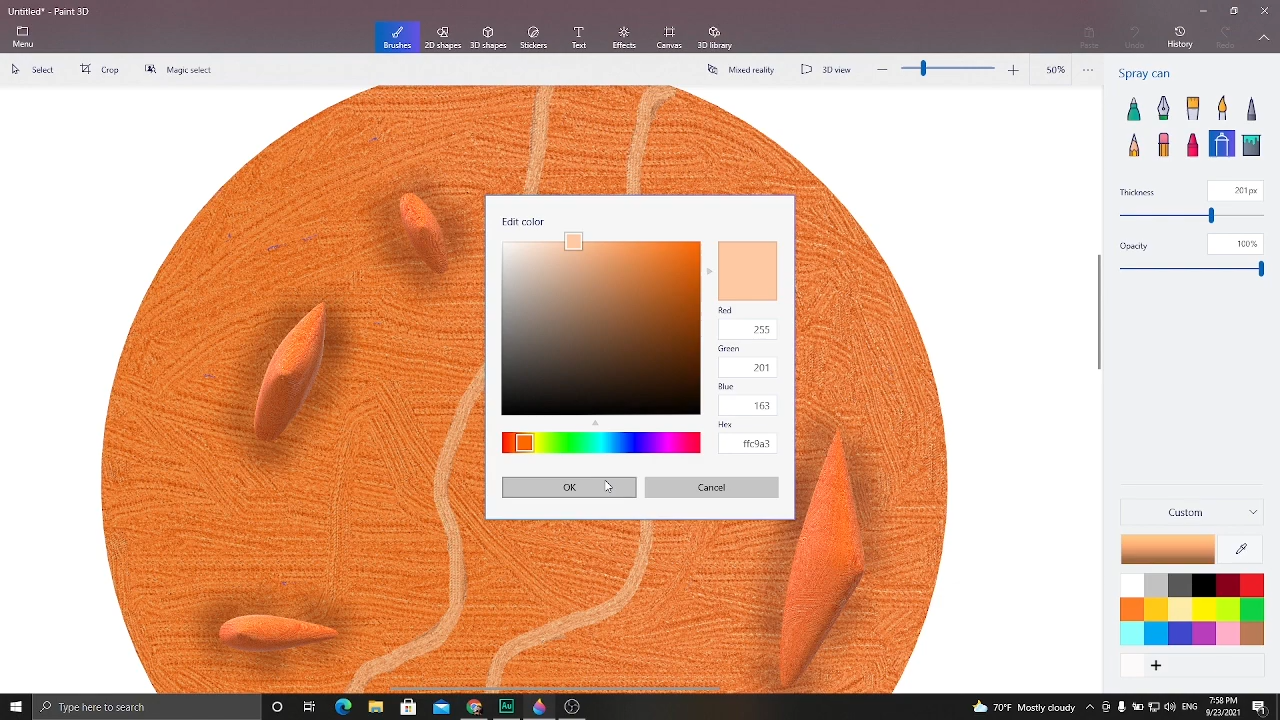 Untitled* - Paint 3D
Menu
Brushes
2D shapes
3D shapes
Stickers
Text
Effects
Canvas
3D library
Paste
Undo
History
Redo
Select
Crop
Magic select
Mixed reality
3D view
50%
Spray can
Thickness
201px
Opacity
100%
Edit color
Red
255
Green
201
Blue
163
Hex
ffc9a3
OK
Cancel
Custom
Type here to search
Au
70°F Mostly cloudy
7:58 PM
9/23/2021